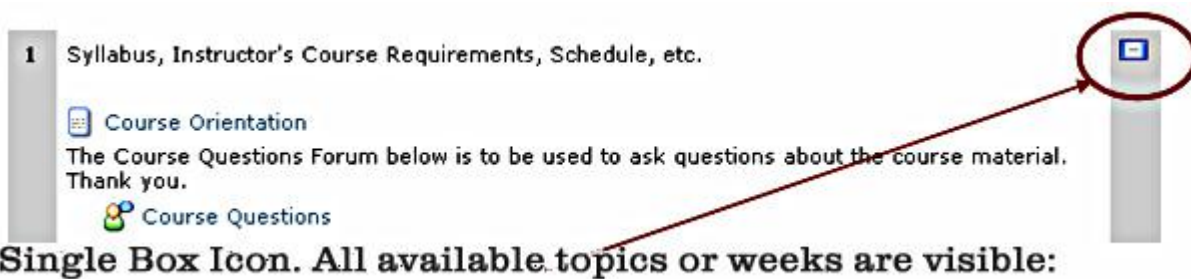 1 Syllabus, Instructor's Course Requirements, Schedule, etc.
Course Orientation
The Course Questions Forum below is to be used to ask questions about the course material.
Thank you.
Course Questions
Single Box Icon. All available topics or weeks are visible: